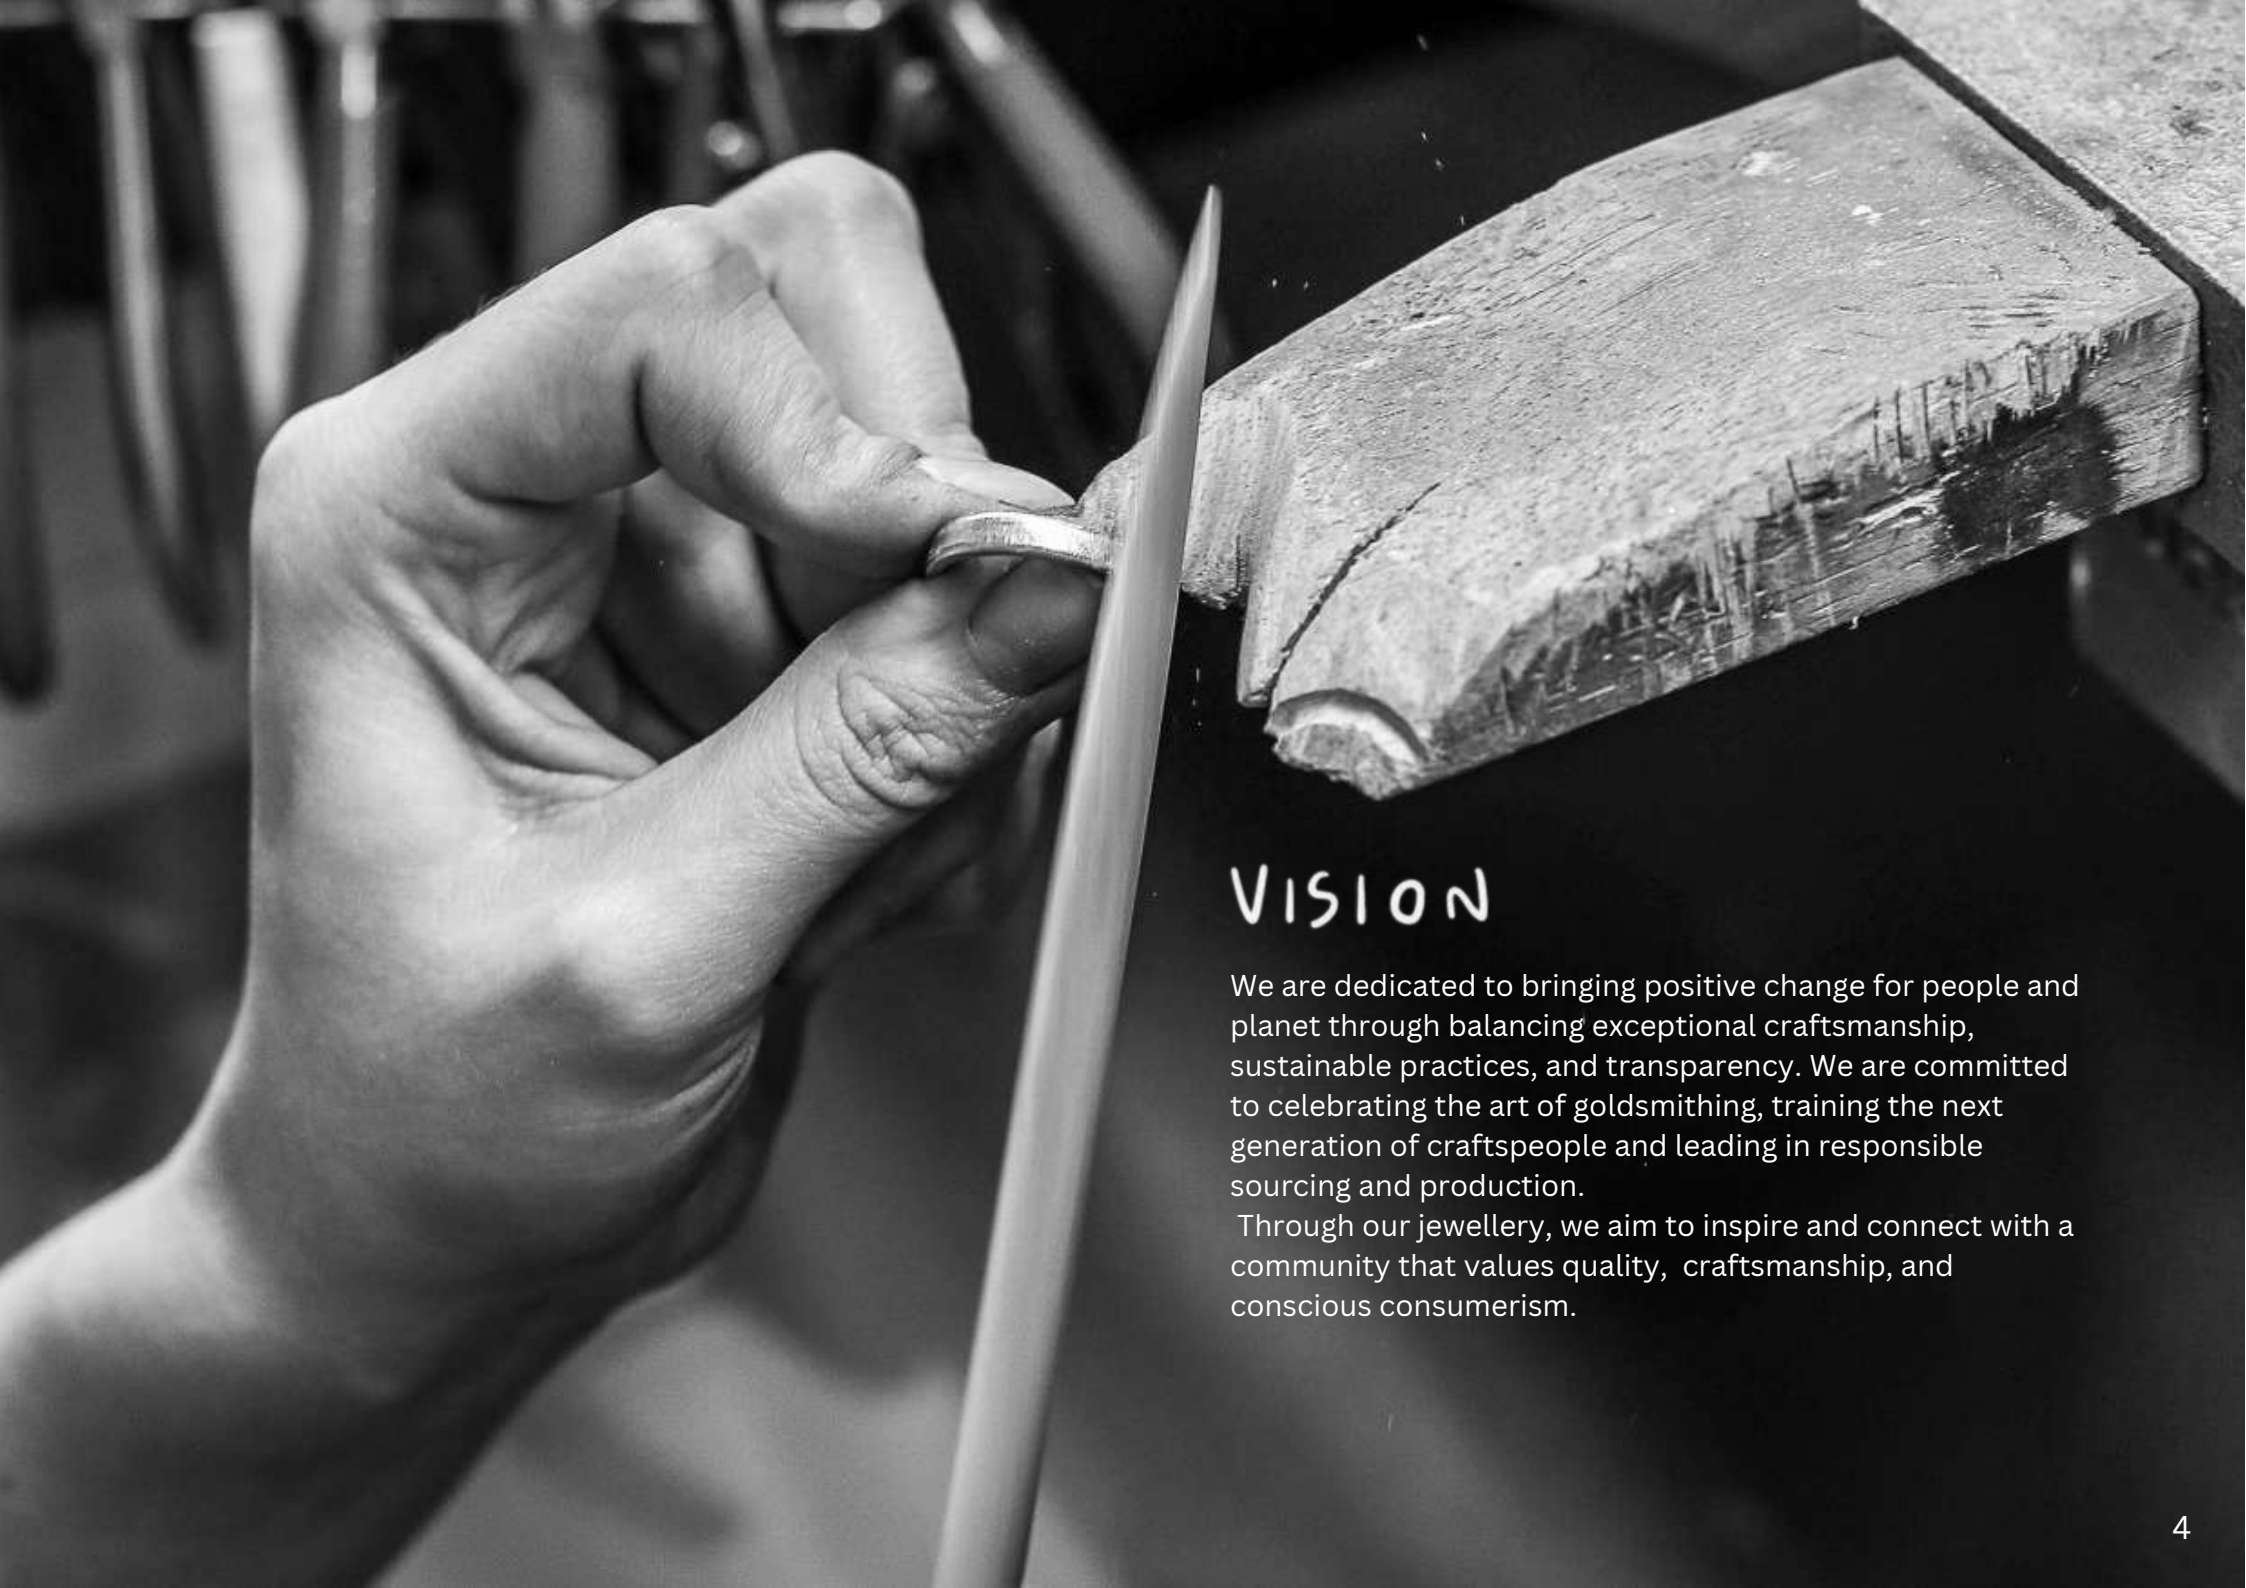 VISION
We are dedicated to bringing positive change for people and
planet through balancing exceptional craftsmanship,
sustainable practices, and transparency. We are committed
to celebrating the art of goldsmithing, training the next
generation of craftspeople and leading in responsible
sourcing and production.
Through our jewellery, we aim to inspire and connect with a
community that values quality,  craftsmanship, and
conscious consumerism.
4